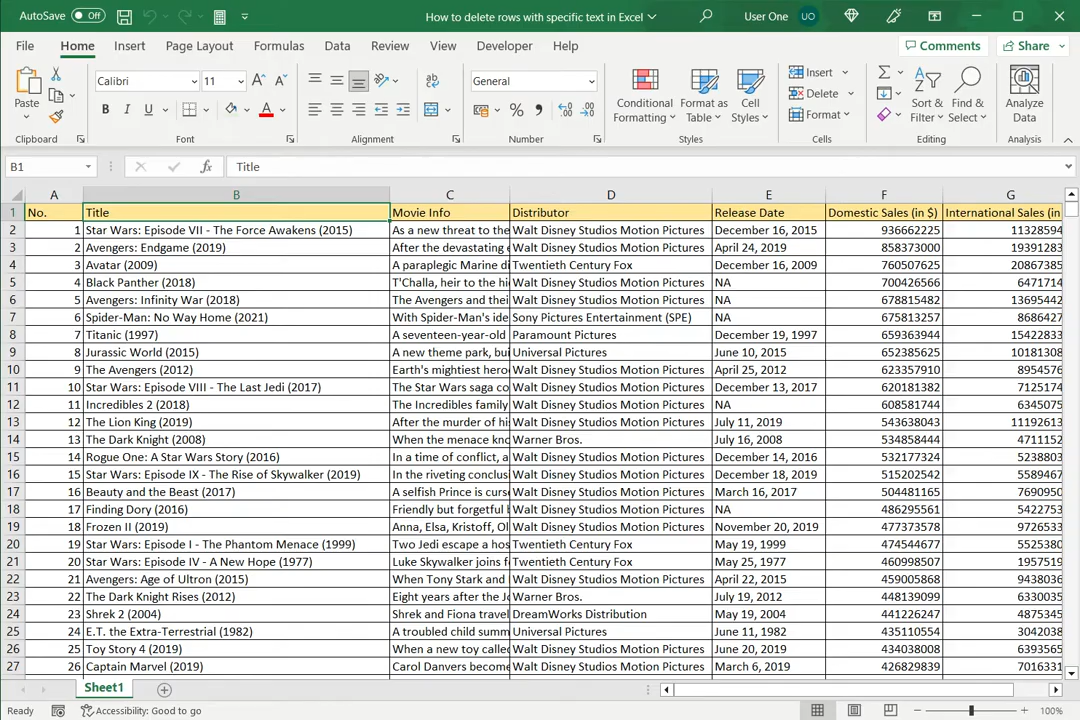 AutoSave Off How to delete rows with specific text in Excel User One UO
File Home Insert Page Layout Formulas Data Review View Developer Help Comments Share
Paste Calibri 11 General Conditional Formatting Format as Table Cell Styles Insert Delete Format Sort & Filter Find & Select Analyze Data
Clipboard Font Alignment Number Styles Cells Editing Analysis
B1 fx Title
A B C D E F G
1 No. Title Movie Info Distributor Release Date Domestic Sales (in $) International Sales (in
2 1 Star Wars: Episode VII - The Force Awakens (2015) As a new threat to the Walt Disney Studios Motion Pictures December 16, 2015 936662225 11328594
3 2 Avengers: Endgame (2019) After the devastating e Walt Disney Studios Motion Pictures April 24, 2019 858373000 19391283
4 3 Avatar (2009) A paraplegic Marine di Twentieth Century Fox December 16, 2009 760507625 20867385
5 4 Black Panther (2018) T'Challa, heir to the hi Walt Disney Studios Motion Pictures NA 700426566 6471714
6 5 Avengers: Infinity War (2018) The Avengers and thei Walt Disney Studios Motion Pictures NA 678815482 13695442
7 6 Spider-Man: No Way Home (2021) With Spider-Man's ide Sony Pictures Entertainment (SPE) NA 675813257 8686427
8 7 Titanic (1997) A seventeen-year-old Paramount Pictures December 19, 1997 659363944 15422833
9 8 Jurassic World (2015) A new theme park, bui Universal Pictures June 10, 2015 652385625 10181308
10 9 The Avengers (2012) Earth's mightiest hero Walt Disney Studios Motion Pictures April 25, 2012 623357910 8954576
11 10 Star Wars: Episode VIII - The Last Jedi (2017) The Star Wars saga co Walt Disney Studios Motion Pictures December 13, 2017 620181382 7125174
12 11 Incredibles 2 (2018) The Incredibles family Walt Disney Studios Motion Pictures NA 608581744 6345075
13 12 The Lion King (2019) After the murder of hi Walt Disney Studios Motion Pictures July 11, 2019 543638043 11192613
14 13 The Dark Knight (2008) When the menace kno Warner Bros. July 16, 2008 534858444 4711152
15 14 Rogue One: A Star Wars Story (2016) In a time of conflict, a Walt Disney Studios Motion Pictures December 14, 2016 532177324 5238803
16 15 Star Wars: Episode IX - The Rise of Skywalker (2019) In the riveting conclus Walt Disney Studios Motion Pictures December 18, 2019 515202542 5589467
17 16 Beauty and the Beast (2017) A selfish Prince is curs Walt Disney Studios Motion Pictures March 16, 2017 504481165 7690950
18 17 Finding Dory (2016) Friendly but forgetful b Walt Disney Studios Motion Pictures NA 486295561 5422753
19 18 Frozen II (2019) Anna, Elsa, Kristoff, Ol Walt Disney Studios Motion Pictures November 20, 2019 477373578 9726533
20 19 Star Wars: Episode I - The Phantom Menace (1999) Two Jedi escape a hos Twentieth Century Fox May 19, 1999 474544677 5525380
21 20 Star Wars: Episode IV - A New Hope (1977) Luke Skywalker joins f Twentieth Century Fox May 25, 1977 460998507 1957519
22 21 Avengers: Age of Ultron (2015) When Tony Stark and Walt Disney Studios Motion Pictures April 22, 2015 459005868 9438036
23 22 The Dark Knight Rises (2012) Eight years after the Jo Warner Bros. July 19, 2012 448139099 6330035
24 23 Shrek 2 (2004) Shrek and Fiona travel DreamWorks Distribution May 19, 2004 441226247 4875345
25 24 E.T. the Extra-Terrestrial (1982) A troubled child summ Universal Pictures June 11, 1982 435110554 3042038
26 25 Toy Story 4 (2019) When a new toy called Walt Disney Studios Motion Pictures June 20, 2019 434038008 6393565
27 26 Captain Marvel (2019) Carol Danvers become Walt Disney Studios Motion Pictures March 6, 2019 426829839 7016331
Sheet1
Ready Accessibility: Good to go 100%